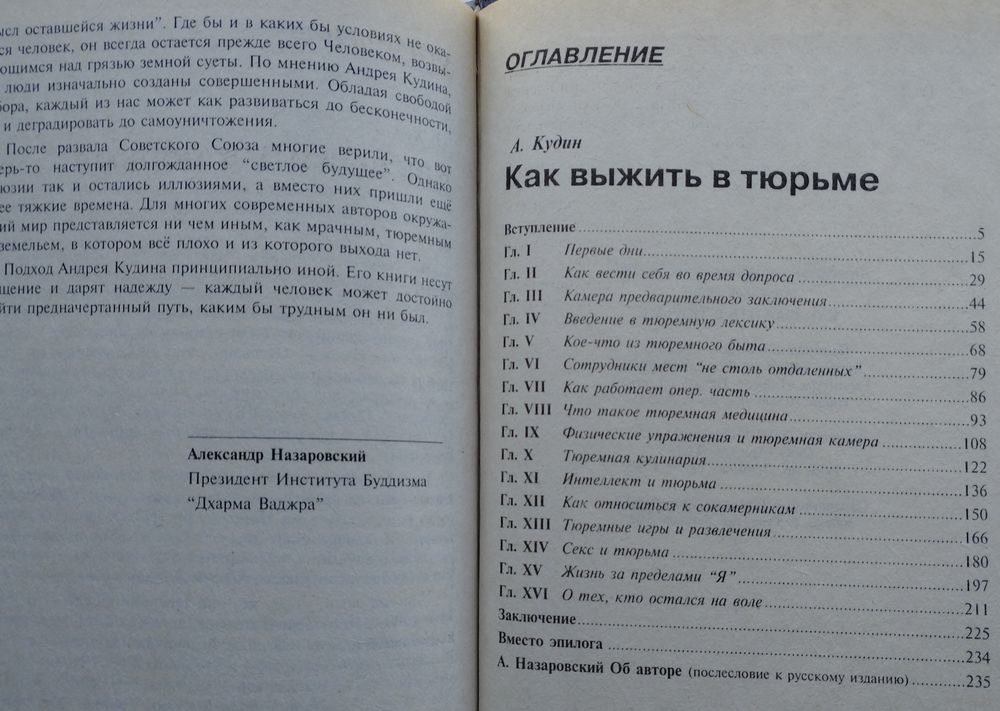 ысл оставшейся жизни”. Где бы и в каких бы условиях не ока-
ся человек, он всегда остается прежде всего Человеком, возвы-
ющимся над грязью земной суеты. По мнению Андрея Кудина,
люди изначально созданы совершенными. Обладая свободой
бора, каждый из нас может как развиваться до бесконечности,
и деградировать до самоуничтожения.
После развала Советского Союза многие верили, что вот
перь-то наступит долгожданное “светлое будущее”. Однако
юзии так и остались иллюзиями, а вместо них пришли ещё
ее тяжкие времена. Для многих современных авторов окружа-
ий мир представляется ни чем иным, как мрачным, тюремным
земельем, в котором всё плохо и из которого выхода нет.
Подход Андрея Кудина принципиально иной. Его книги несут
щение и дарят надежду — каждый человек может достойно
йти предначертанный путь, каким бы трудным он ни был.
Александр Назаровский
Президент Института Буддизма
“Дхарма Ваджра”
ОГЛАВЛЕНИЕ
А. Кудин
Как выжить в тюрьме
Вступление 5
Гл. I Первые дни 15
Гл. II Как вести себя во время допроса 29
Гл. III Камера предварительного заключения 44
Гл. IV Введение в тюремную лексику 58
Гл. V Кое-что из тюремного быта 68
Гл. VI Сотрудники мест “не столь отдаленных” 79
Гл. VII Как работает опер. часть 86
Гл. VIII Что такое тюремная медицина 93
Гл. IX Физические упражнения и тюремная камера 108
Гл. X Тюремная кулинария 122
Гл. XI Интеллект и тюрьма 136
Гл. XII Как относиться к сокамерникам 150
Гл. XIII Тюремные игры и развлечения 166
Гл. XIV Секс и тюрьма 180
Гл. XV Жизнь за пределами “Я” 197
Гл. XVI О тех, кто остался на воле 211
Заключение 225
Вместо эпилога 234
А. Назаровский Об авторе (послесловие к русскому изданию) 235